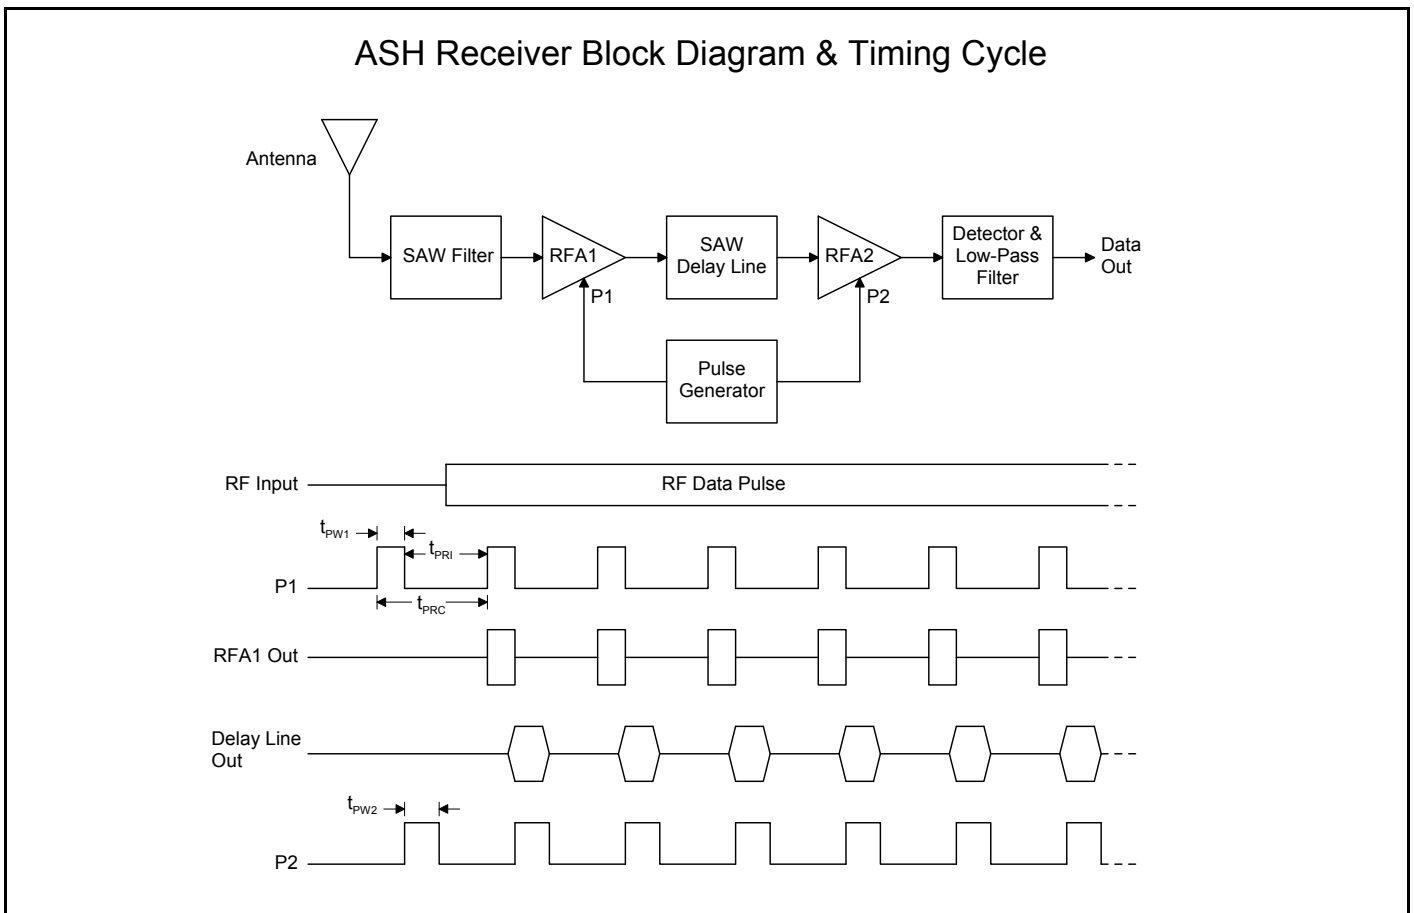 ASH Receiver Block Diagram & Timing Cycle
Antenna
SAW Filter
RFA1
SAW
Delay Line
RFA2
Detector &
Low-Pass
Filter
Data
Out
P1
P2
Pulse
Generator
RF Input
RF Data Pulse
tPW1
tPRI
P1
tPRC
RFA1 Out
Delay Line
Out
tPW2
P2